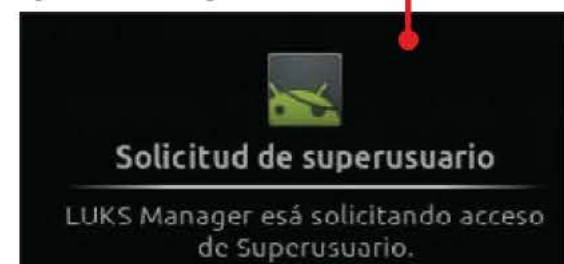 Solicitud de superusuario
LUKS Manager esá solicitando acceso
de Superusuario.